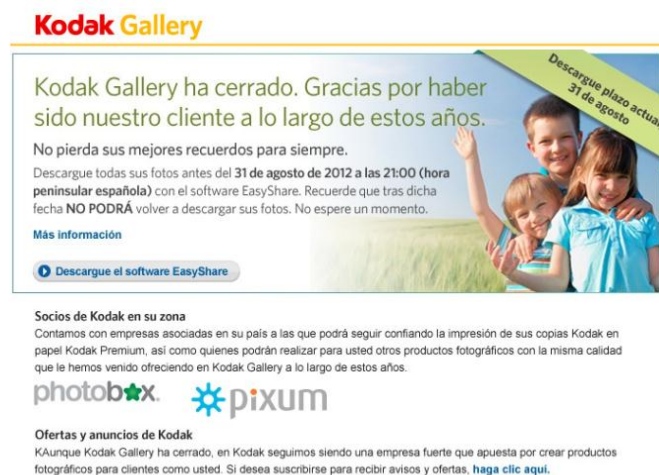 Kodak Gallery
Descargue plazo actual
31 de agosto
Kodak Gallery ha cerrado. Gracias por haber
sido nuestro cliente a lo largo de estos años.
No pierda sus mejores recuerdos para siempre.
Descargue todas sus fotos antes del 31 de agosto de 2012 a las 21:00 (hora
peninsular española) con el software EasyShare. Recuerde que tras dicha
fecha NO PODRÁ volver a descargar sus fotos. No espere un momento.
Más información
Descargue el software EasyShare
Socios de Kodak en su zona
Contamos con empresas asociadas en su país a las que podrá seguir confiando la impresión de sus copias Kodak en
papel Kodak Premium, así como quienes podrán realizar para usted otros productos fotográficos con la misma calidad
que le hemos venido ofreciendo en Kodak Gallery a lo largo de estos años.
photobox. pixum
Ofertas y anuncios de Kodak
KAunque Kodak Gallery ha cerrado, en Kodak seguimos siendo una empresa fuerte que apuesta por crear productos
fotográficos para clientes como usted. Si desea suscribirse para recibir avisos y ofertas, haga clic aquí.